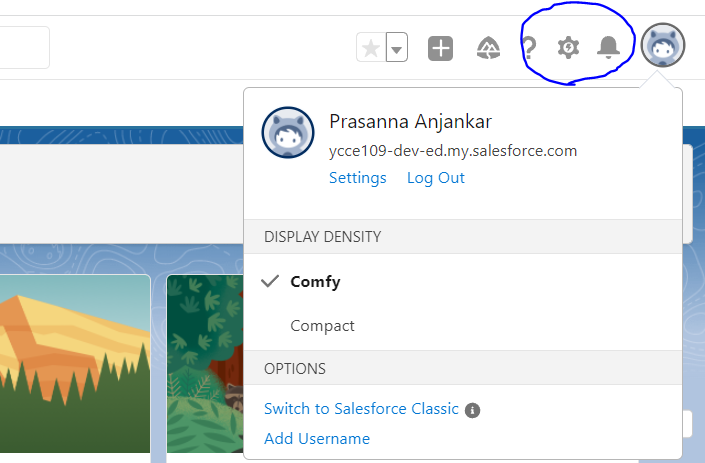 ?
Prasanna Anjankar
ycce109-dev-ed.my.salesforce.com
Settings Log Out
DISPLAY DENSITY
Comfy
Compact
OPTIONS
Switch to Salesforce Classic
Add Username